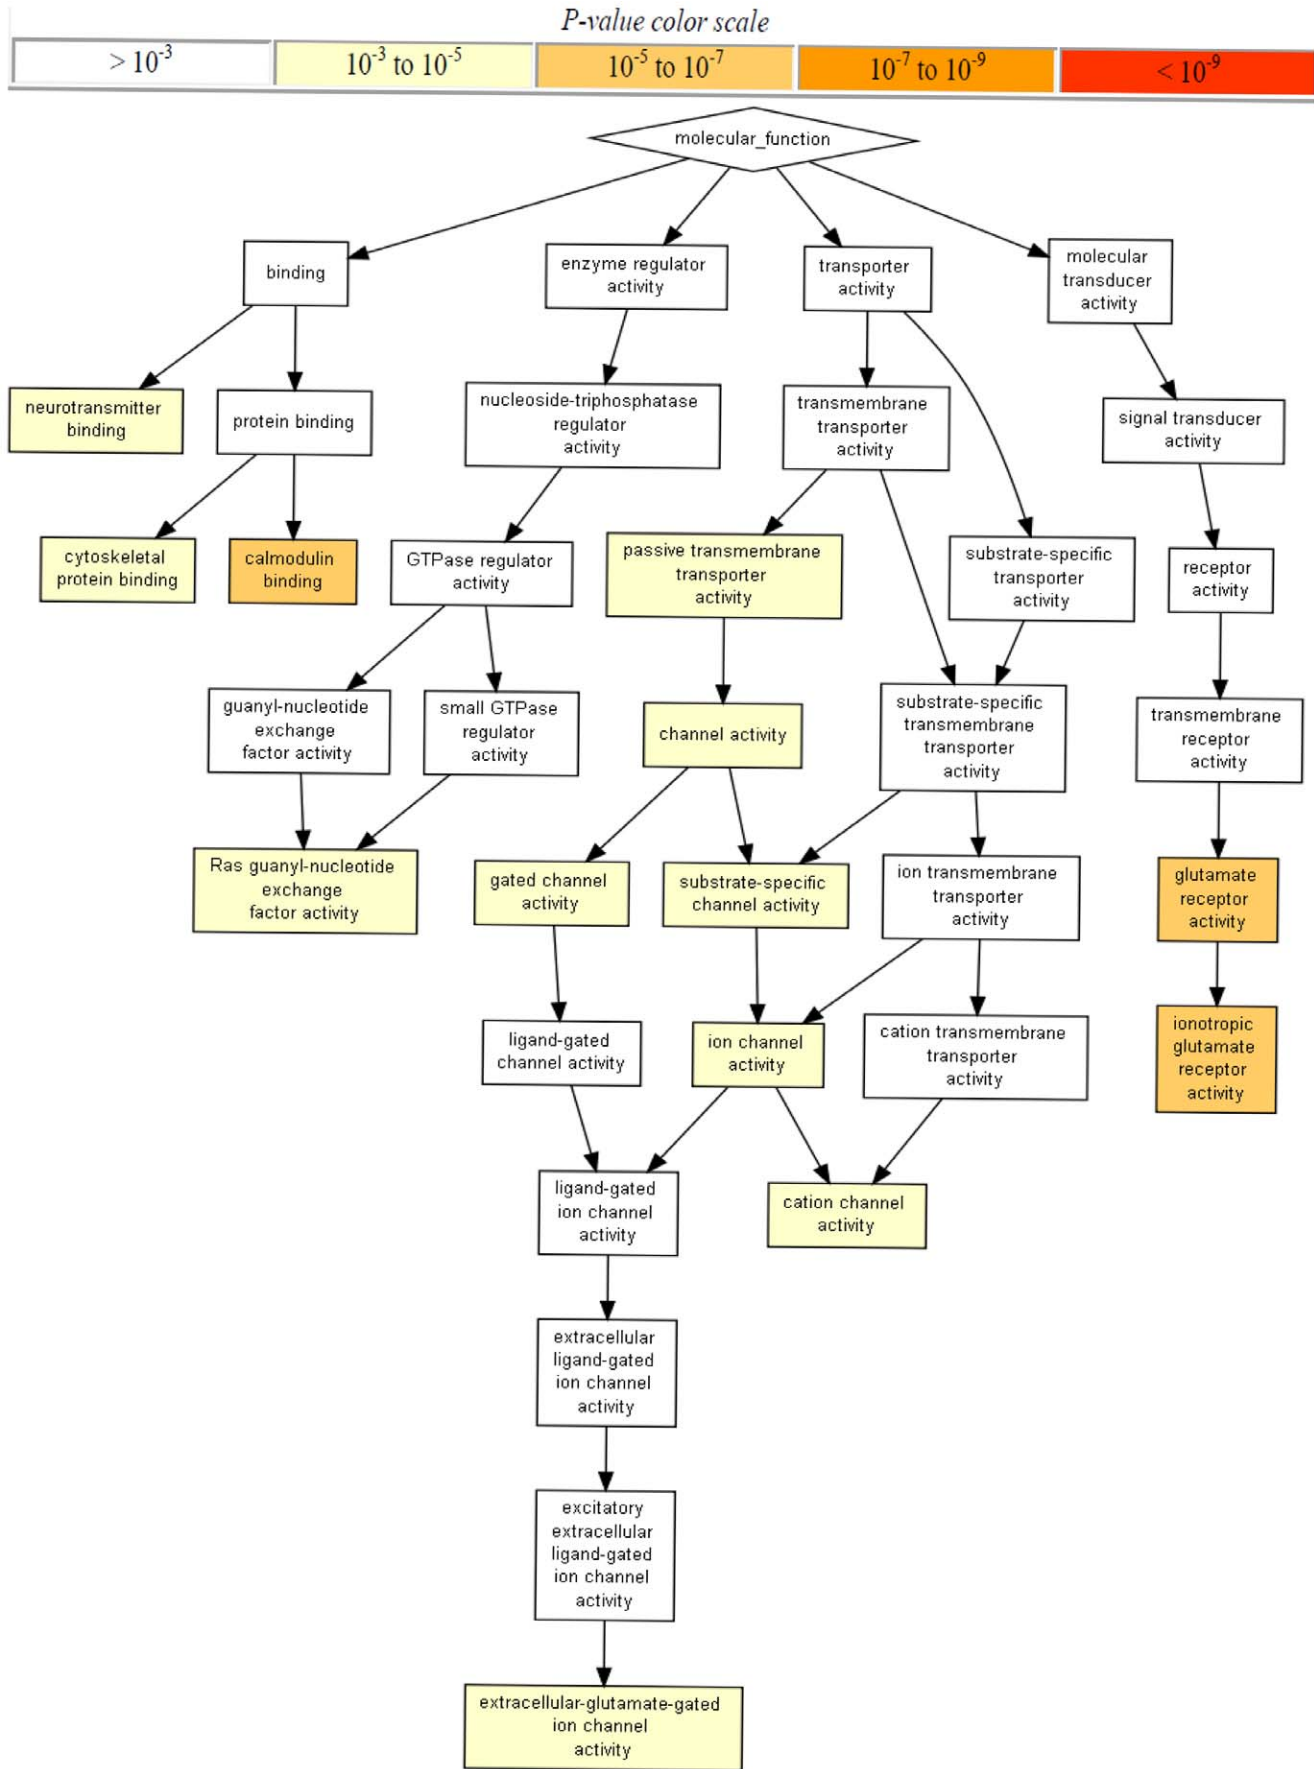 P-value color scale
> 10⁻³
10⁻³ to 10⁻⁵
10⁻⁵ to 10⁻⁷
10⁻⁷ to 10⁻⁹
< 10⁻⁹
molecular_function
binding
enzyme regulator
activity
transporter
activity
molecular
transducer
activity
neurotransmitter
binding
protein binding
nucleoside-triphosphatase
regulator
activity
transmembrane
transporter
activity
signal transducer
activity
cytoskeletal
protein binding
calmodulin
binding
GTPase regulator
activity
passive transmembrane
transporter
activity
substrate-specific
transporter
activity
receptor
activity
guanyl-nucleotide
exchange
factor activity
small GTPase
regulator
activity
channel activity
substrate-specific
transmembrane
transporter
activity
transmembrane
receptor
activity
Ras guanyl-nucleotide
exchange
factor activity
gated channel
activity
substrate-specific
channel activity
ion transmembrane
transporter
activity
glutamate
receptor
activity
ligand-gated
channel activity
ion channel
activity
cation transmembrane
transporter
activity
ionotropic
glutamate
receptor
activity
ligand-gated
ion channel
activity
cation channel
activity
extracellular
ligand-gated
ion channel
activity
excitatory
extracellular
ligand-gated
ion channel
activity
extracellular-glutamate-gated
ion channel
activity